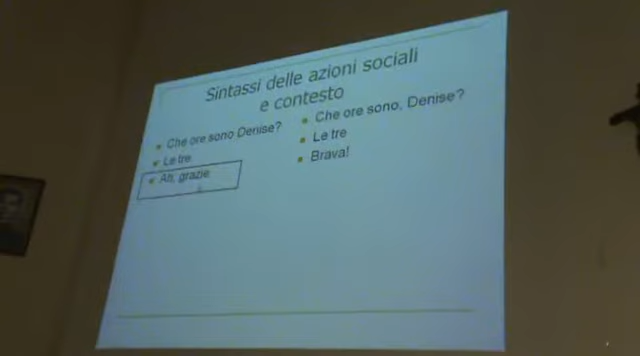 Sintassi delle azioni sociali
e contesto
Che ore sono Denise?
Le tre
Ah, grazie
Che ore sono, Denise?
Le tre
Brava!